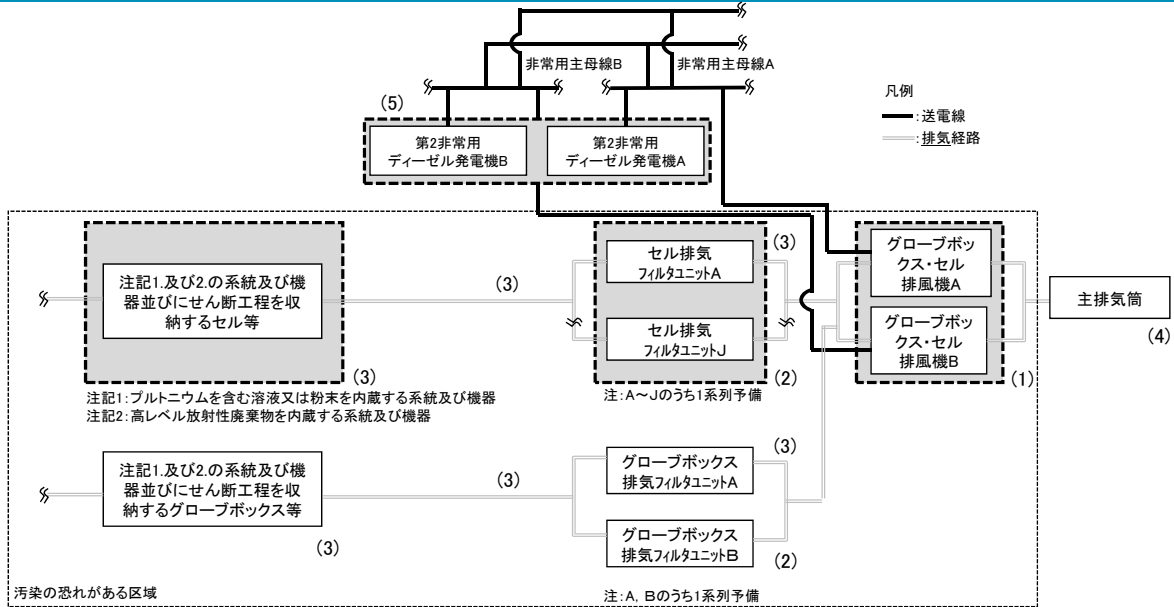 非常用主母線B
非常用主母線A
凡例
:送電線
:排気経路
(5)
第2非常用
ディーゼル発電機B
第2非常用
ディーゼル発電機A
注記1.及び2.の系統及び機
器並びにせん断工程を収
納するセル等
(3)
(3)
注記1:プルトニウムを含む溶液又は粉末を内蔵する系統及び機器
注記2:高レベル放射性廃棄物を内蔵する系統及び機器
セル排気
フィルタユニットA
(3)
セル排気
フィルタユニットJ
(2)
注:A～Jのうち1系列予備
グローブボッ
クス・セル
排風機A
グローブボッ
クス・セル
排風機B
(1)
主排気筒
(4)
注記1.及び2.の系統及び機
器並びにせん断工程を収
納するグローブボックス等
(3)
(3)
グローブボックス
排気フィルタユニットA
(3)
グローブボックス
排気フィルタユニットB
(2)
注:A, Bのうち1系列予備
汚染の恐れがある区域